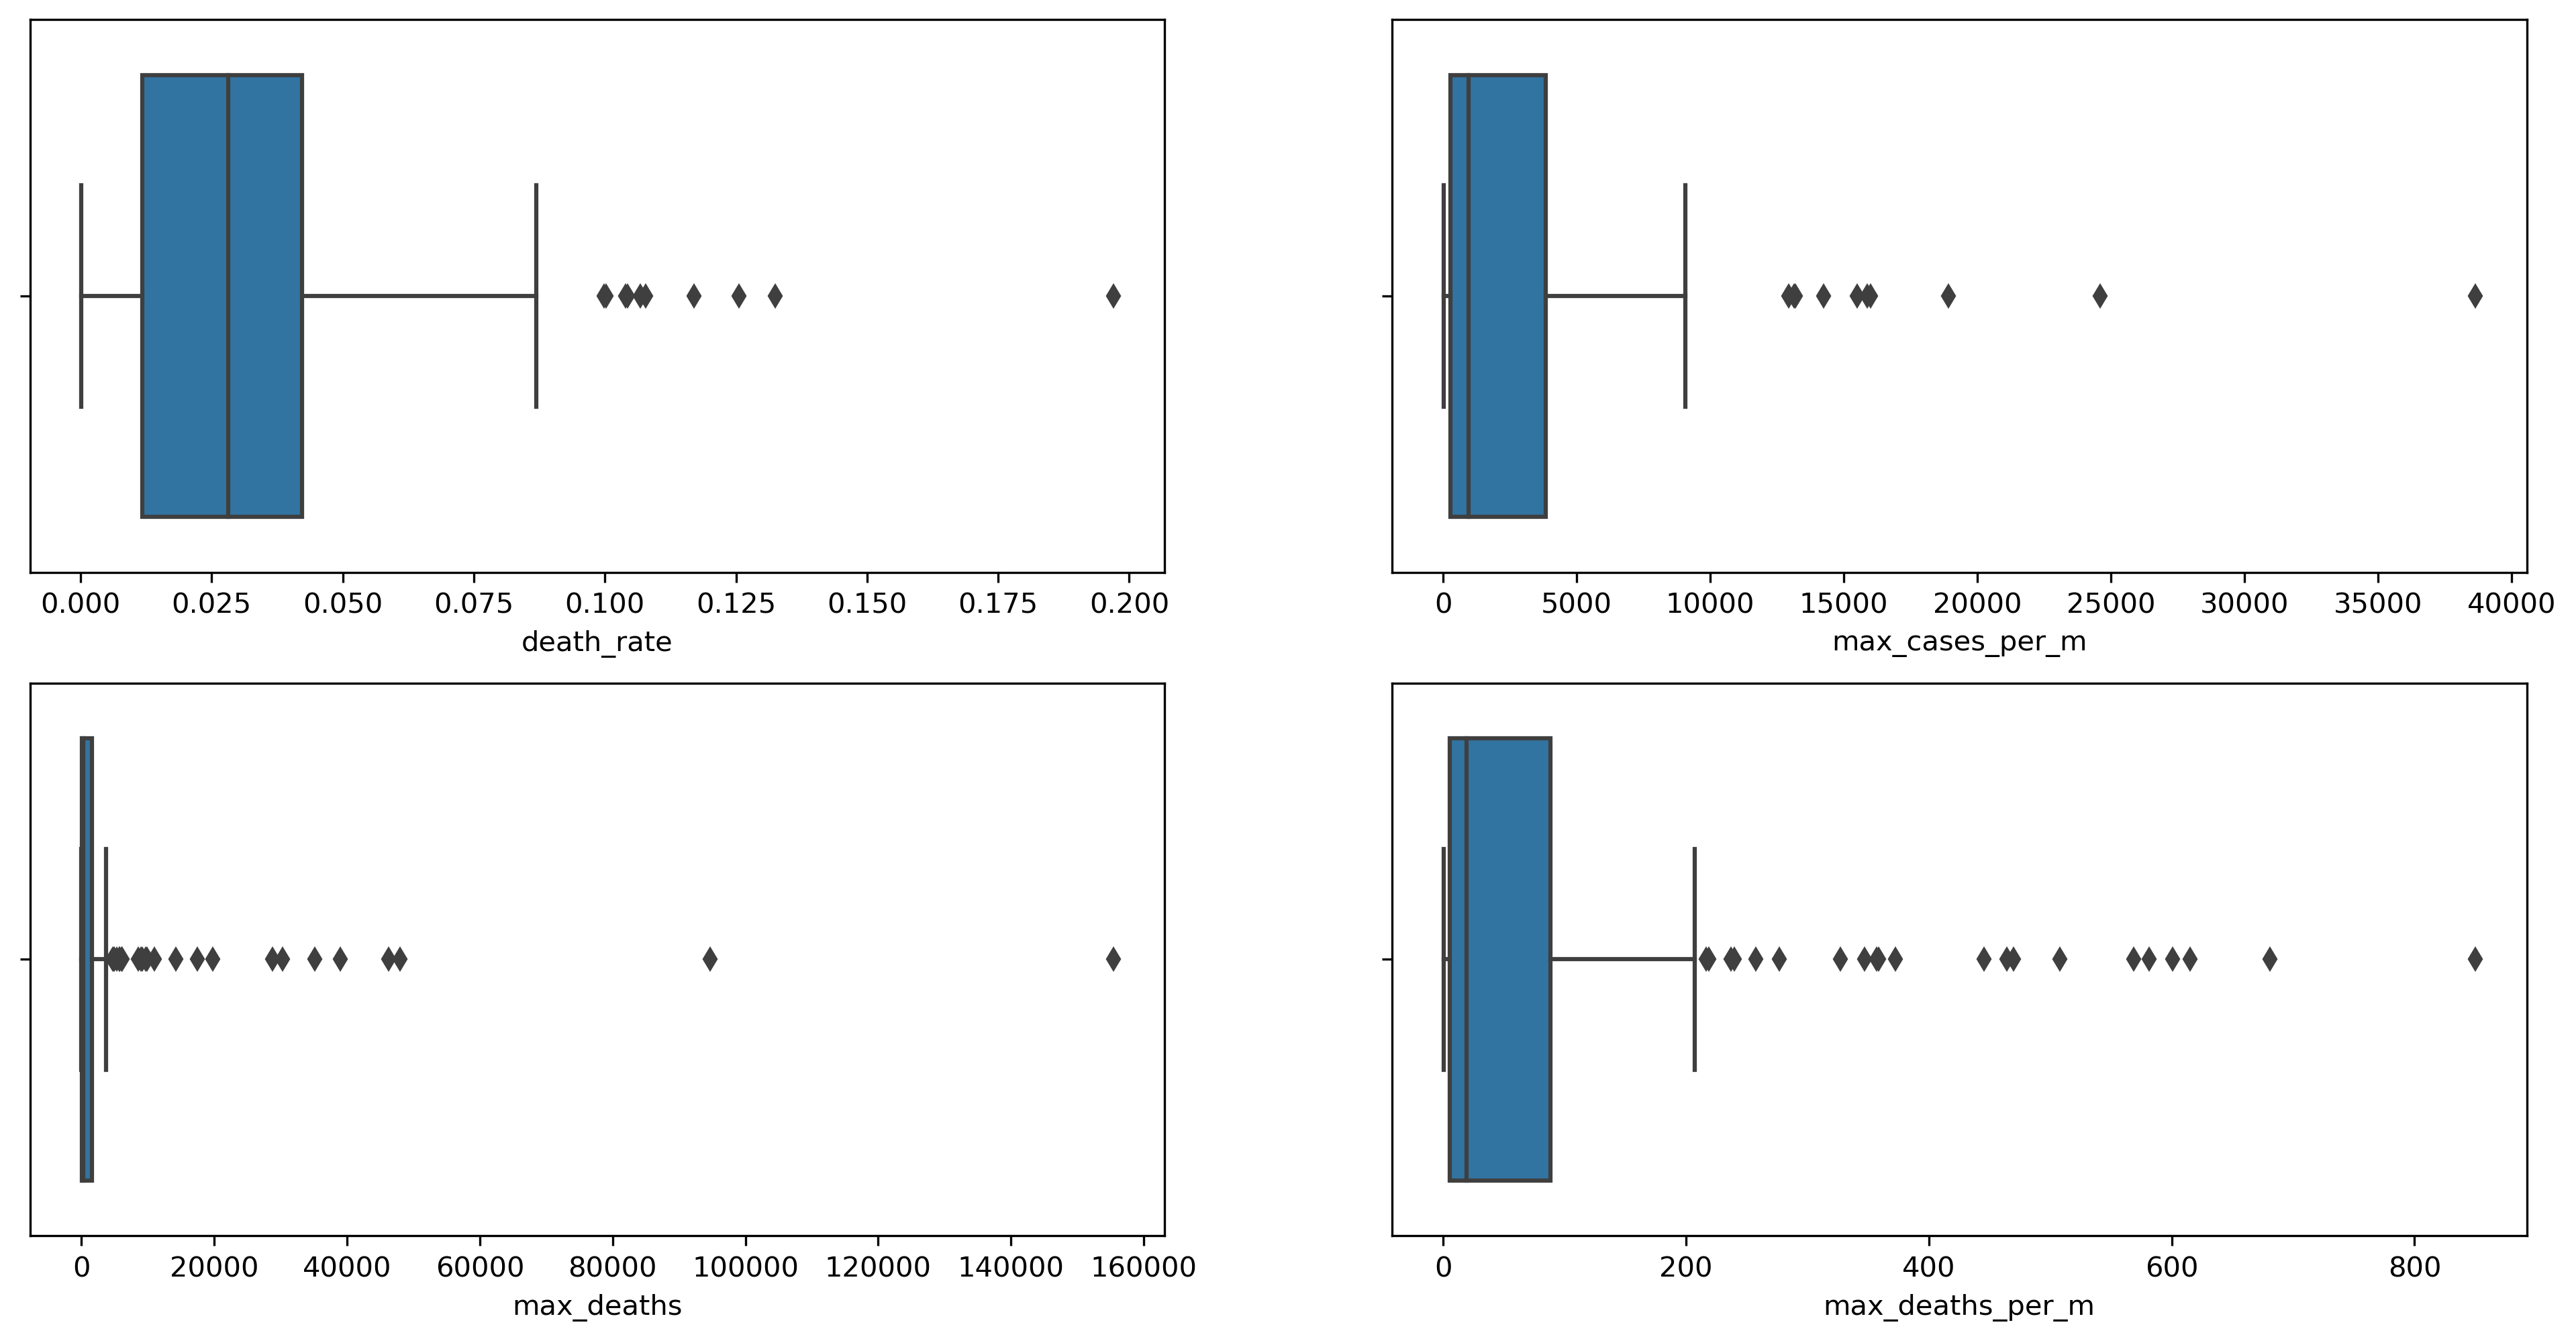 0.000 0.025 0.050 0.075 0.100 0.125 0.150 0.175 0.200
death_rate
0 5000 10000 15000 20000 25000 30000 35000 40000
max_cases_per_m
0 20000 40000 60000 80000 100000 120000 140000 160000
max_deaths
0 200 400 600 800
max_deaths_per_m